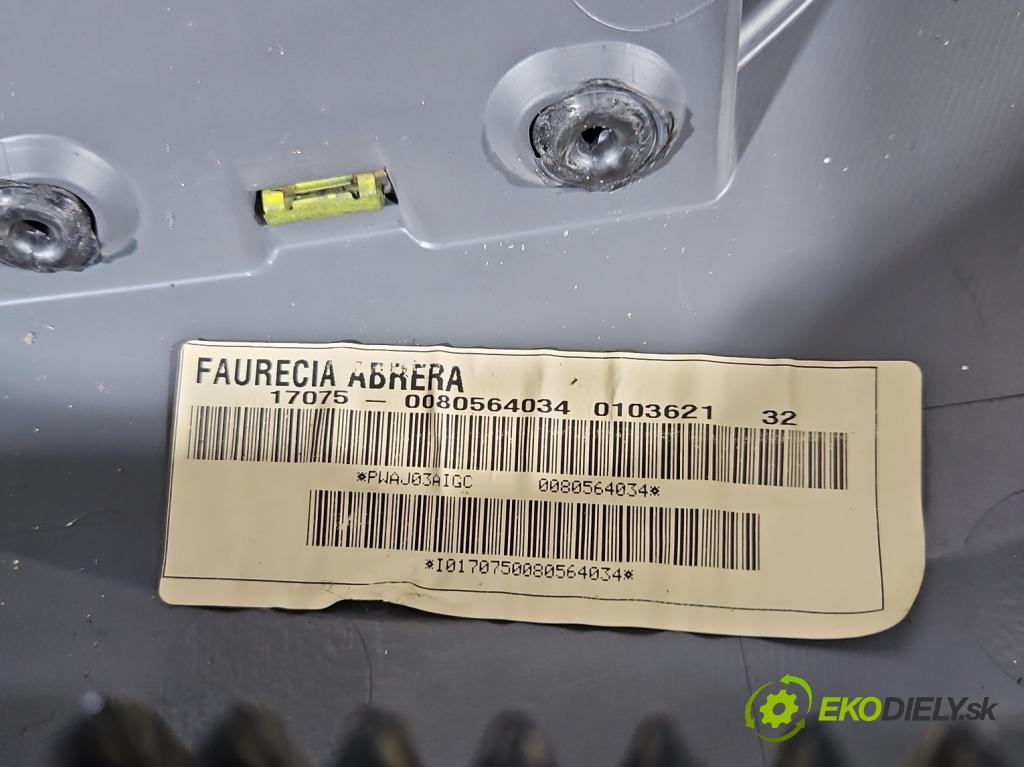 FAURECIA ABRERA
17075 - 0080564034 0103621 32
*PWAJ03AIGC 0080564034*
*I0170750080564034*
EKODIELY.sk